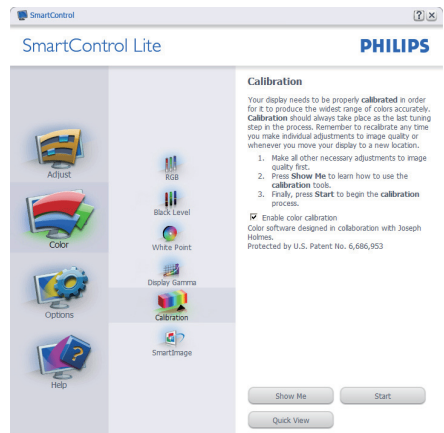 SmartControl
SmartControl Lite
PHILIPS
Adjust
Color
Options
Help
RGB
Black Level
White Point
Display Gamma
Calibration
SmartImage
Calibration
Your display needs to be properly calibrated in order
for it to produce the widest range of colors accurately.
Calibration should always take place as the last tuning
step in the process. Remember to recalibrate any time
you make individual adjustments to image quality or
whenever you move your display to a new location.
1. Make all other necessary adjustments to image
quality first.
2. Press Show Me to learn how to use the
calibration tools.
3. Finally, press Start to begin the calibration
process.
Enable color calibration
Color software designed in collaboration with Joseph
Holmes.
Protected by U.S. Patent No. 6,686,953
Show Me
Start
Quick View